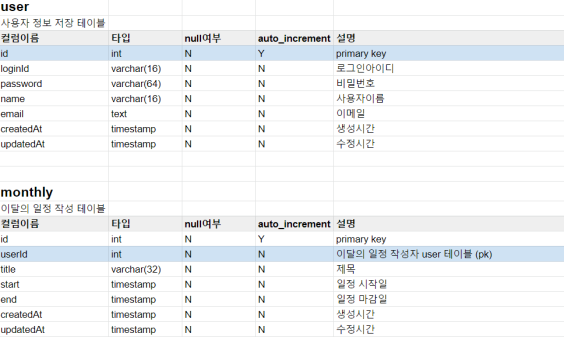 user
사용자 정보 저장 테이블
컬럼이름 타입 null여부 auto_increment 설명
id int N Y primary key
loginId varchar(16) N N 로그인아이디
password varchar(64) N N 비밀번호
name varchar(16) N N 사용자이름
email text N N 이메일
createdAt timestamp N N 생성시간
updatedAt timestamp N N 수정시간
monthly
이달의 일정 작성 테이블
컬럼이름 타입 null여부 auto_increment 설명
id int N Y primary key
userId int N N 이달의 일정 작성자 user 테이블 (pk)
title varchar(32) N N 제목
start timestamp N N 일정 시작일
end timestamp N N 일정 마감일
createdAt timestamp N N 생성시간
updatedAt timestamp N N 수정시간